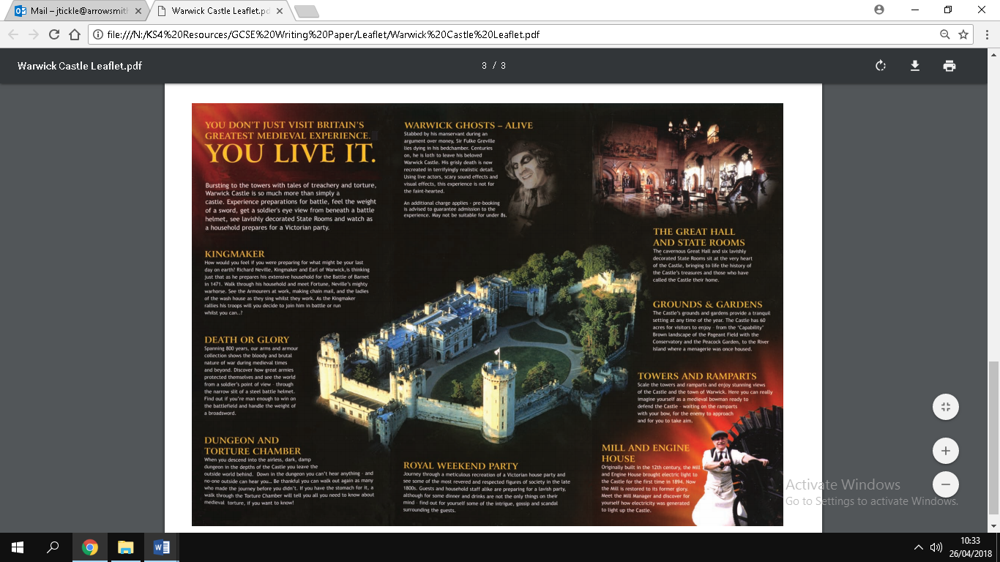 Mail – jtickle@arrowsmit
Warwick Castle Leaflet.pd
file:///N:/KS4%20Resources/GCSE%20Writing%20Paper/Leaflet/Warwick%20Castle%20Leaflet.pdf
Warwick Castle Leaflet.pdf
3 / 3
YOU DON'T JUST VISIT BRITAIN'S
GREATEST MEDIEVAL EXPERIENCE.
YOU LIVE IT.
Bursting to the towers with tales of treachery and torture,
Warwick Castle is so much more than simply a
castle. Experience preparations for battle, feel the weight
of a sword, get a soldier's eye view from beneath a battle
helmet, see lavishly decorated State Rooms and watch as
a household prepares for a Victorian party.
KINGMAKER
How would you feel if you were preparing for what might be your last
day on earth? Richard Neville, Kingmaker and Earl of Warwick,is thinking
just that as he prepares his extensive household for the Battle of Barnet
in 1471. Walk through his household and meet Fortune, Neville's mighty
warhorse. See the Armourers at work, making chain mail, and the ladies
of the wash house as they sing whilst they work. As the Kingmaker
rallies his troops will you decide to join him in battle or run
whilst you can..?
DEATH OR GLORY
Spanning 800 years, our arms and armour
collection shows the bloody and brutal
nature of war during medieval times
and beyond. Discover how great armies
protected themselves and see the world
from a soldier's point of view - through
the narrow slit of a steel battle helmet.
Find out if you're man enough to win on
the battlefield and handle the weight of
a broadsword.
DUNGEON AND
TORTURE CHAMBER
When you descend into the airless, dark, damp
dungeon in the depths of the Castle you leave the
outside world behind. Down in the dungeon you can't hear anything - and
no-one outside can hear you... Be thankful you can walk out again as many
who made the journey before you didn't. If you have the stomach for it, a
walk through the Torture Chamber will tell you all you need to know about
medieval torture, if you want to know!
WARWICK GHOSTS – ALIVE
Stabbed by his manservant during an
argument over money, Sir Fulke Greville
lies dying in his bedchamber. Centuries
on, he is loth to leave his beloved
Warwick Castle. His grisly death is now
recreated in terrifyingly realistic detail.
Using live actors, scary sound effects and
visual effects, this experience is not for
the faint-hearted.
An additional charge applies - pre-booking
is advised to guarantee admission to the
experience. May not be suitable for under 8s.
ROYAL WEEKEND PARTY
Journey through a meticulous recreation of a Victorian house party and
see some of the most revered and respected figures of society in the late
1800s. Guests and household staff alike are preparing for a lavish party,
although for some dinner and drinks are not the only things on their
mind - find out for yourself some of the intrigue, gossip and scandal
surrounding the guests.
THE GREAT HALL
AND STATE ROOMS
The cavernous Great Hall and six lavishly
decorated State Rooms sit at the very heart
of the Castle, bringing to life the history of
the Castle's treasures and those who have
called the Castle their home.
GROUNDS & GARDENS
The Castle's grounds and gardens provide a tranquil
setting at any time of the year. The Castle has 60
acres for visitors to enjoy - from the 'Capability'
Brown landscape of the Pageant Field with the
Conservatory and the Peacock Garden, to the River
Island where a menagerie was once housed.
TOWERS AND RAMPARTS
Scale the towers and ramparts and enjoy stunning views
of the Castle and the town of Warwick. Here you can really
imagine yourself as a medieval bowman ready to
defend the Castle - waiting on the ramparts
with your bow, for the enemy to approach
and for you to take aim.
MILL AND ENGINE
HOUSE
Originally built in the 12th century, the Mill
and Engine House brought electric light to
the Castle for the first time in 1894. Now
the Mill is restored to its former glory.
Meet the Mill Manager and discover for
yourself how electricity was generated
to light up the Castle.
Activate Windows
Go to Settings to activate Windows.
10:33
26/04/2018